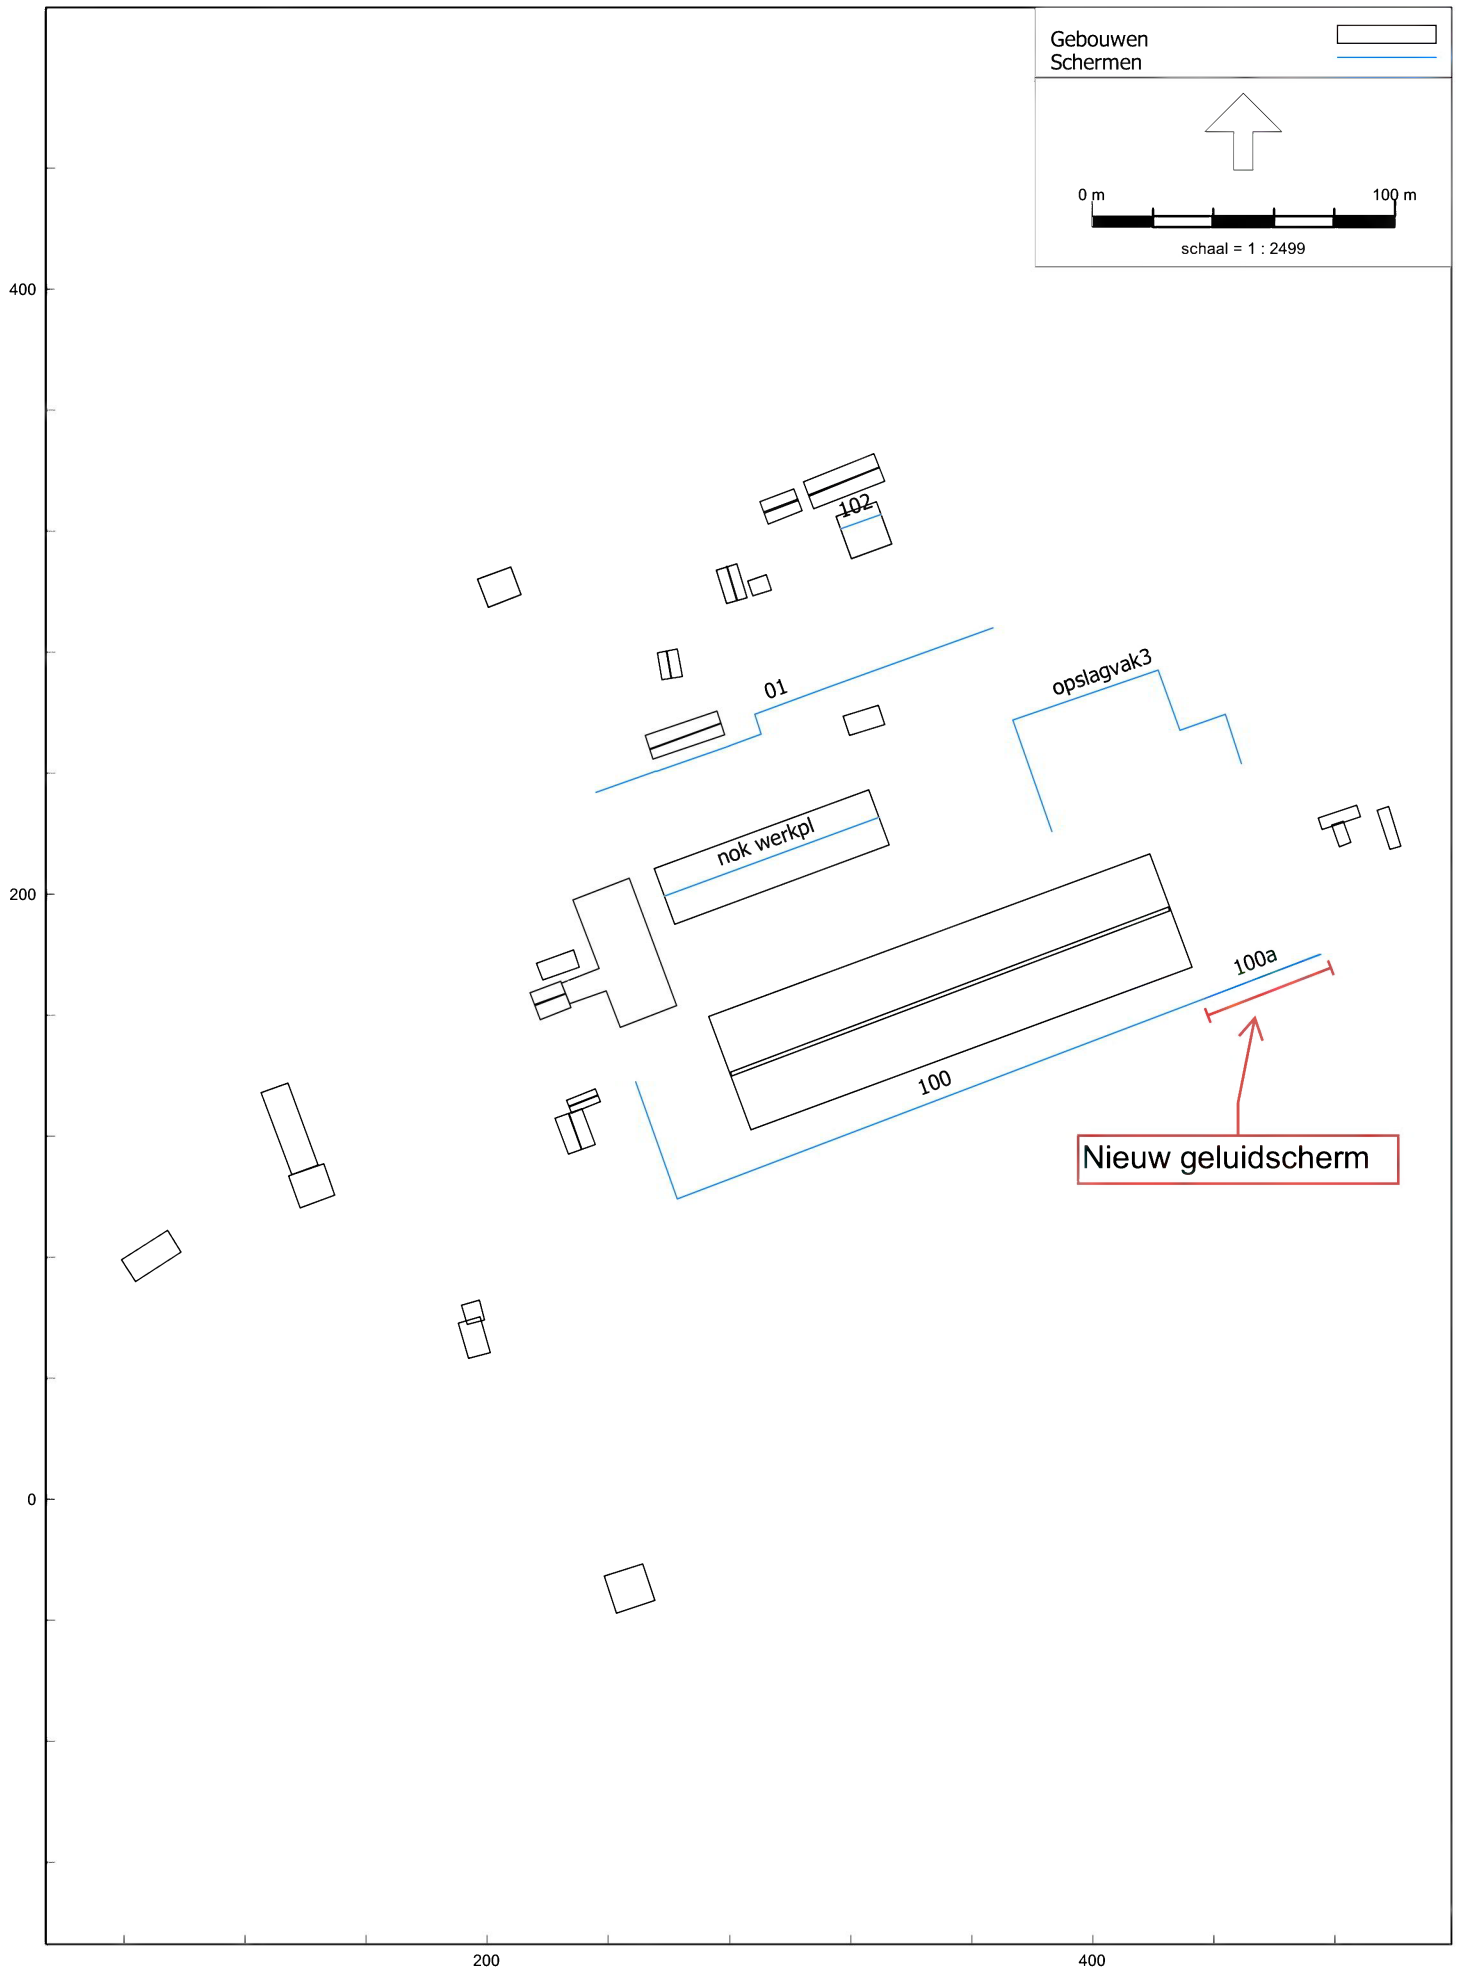 Gebouwen
Schermen
0 m 100 m
schaal = 1 : 2499
400
102
01
opslagvak3
nok werkpl
200
100a
100
Nieuw geluidscherm
0
200 400